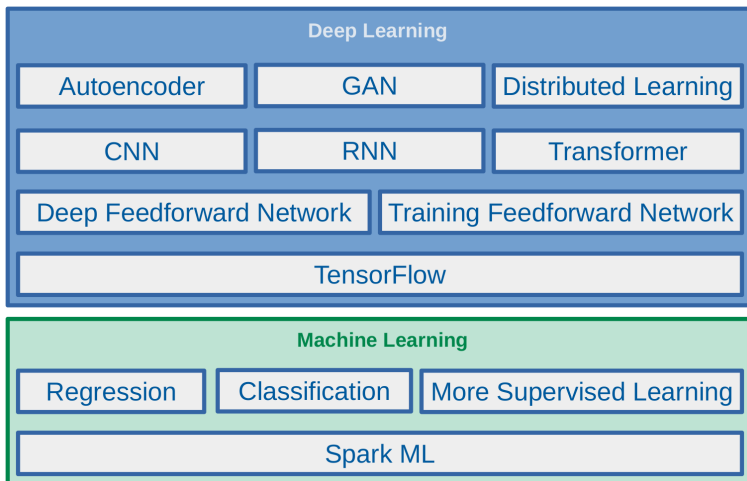 Deep Learning
Autoencoder
GAN
Distributed Learning
CNN
RNN
Transformer
Deep Feedforward Network
Training Feedforward Network
TensorFlow
Machine Learning
Regression
Classification
More Supervised Learning
Spark ML